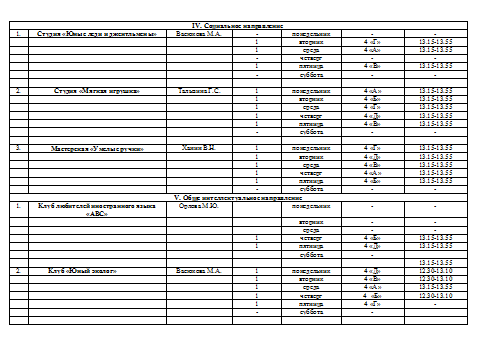 IV. Социальное направление
1. Студия «Юные леди и джентльмены» Васюкова М.А. - понедельник - -
1 вторник 4 «Г» 13.15-13.55
1 среда 4 «А» 13.15-13.55
- четверг - -
1 пятница 4 «В» 13.15-13.55
- суббота - -
2. Студия «Мягкая игрушка» Г.С. 1 понедельник 4 «А» 13.15-13.55
1 вторник 4 «Б» 13.15-13.55
1 среда 4 «Г» 13.15-13.55
1 четверг 4 «Д» 13.15-13.55
1 пятница 4 «В» 13.15-13.55
- суббота - -
3. Мастерская «Умелые ручки» Ханин В.Н. 1 понедельник 4 «Г» 13.15-13.55
1 вторник 4 «Д» 13.15-13.55
1 среда 4 «В» 13.15-13.55
1 четверг 4 «А» 13.15-13.55
1 пятница 4 «Б» 13.15-13.55
- суббота - -
V. Обще интеллектуальное направление
1. Клуб любителей иностранного языка Орлова М.Ю. понедельник - -
«АВС»
вторник - -
среда - -
1 четверг 4 «Б» 13.15-13.55
1 пятница 4 «Д» 13.15-13.55
суббота -
13.15-13.55
2. Клуб «Юный эколог» Васюкова М.А. 1 понедельник 4 «Д» 12.30-13.10
1 вторник 4 «В» 12.30-13.10
1 среда 4 «А» 13.15-13.55
1 четверг 4 «Б» 12.30-13.10
1 пятница 4 «Г» -
- суббота -